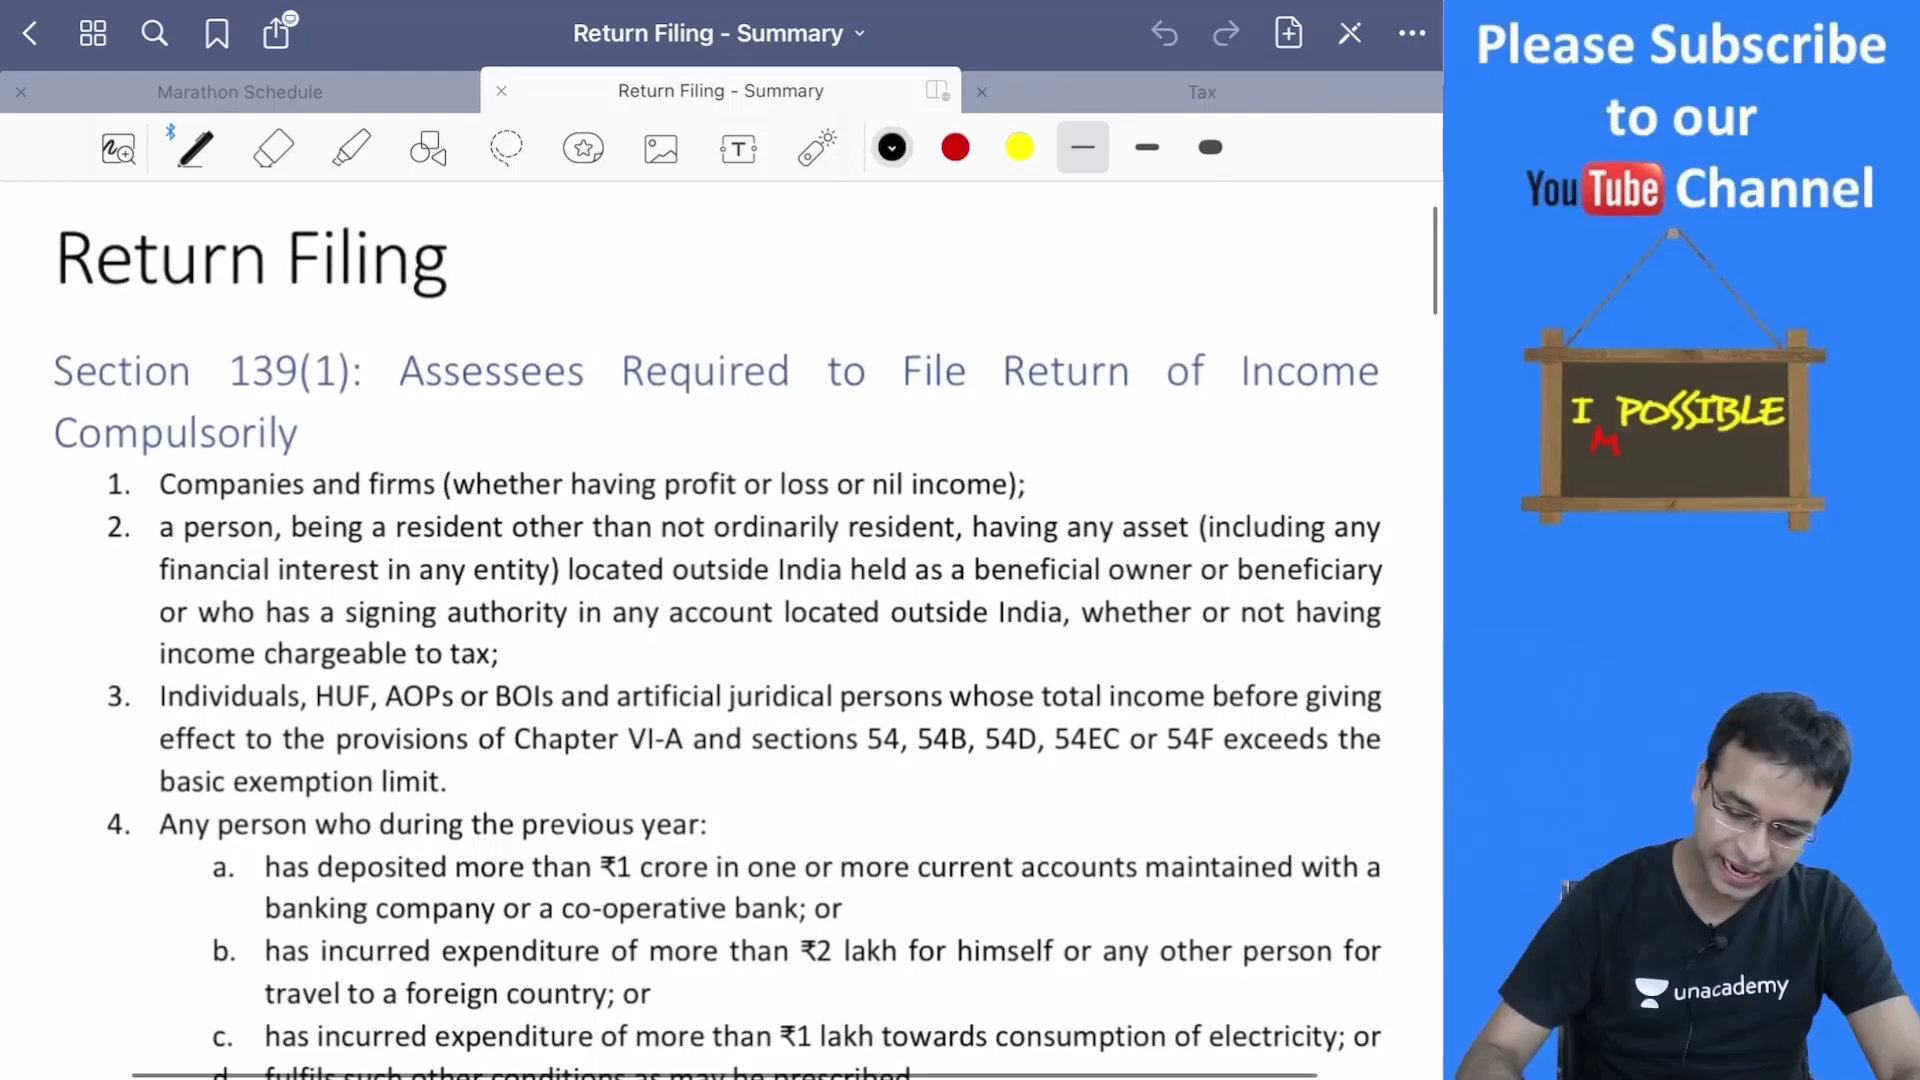 Return Filing - Summary
Marathon Schedule
Return Filing - Summary
Tax
T
Return Filing
Section 139(1): Assessees Required to File Return of Income
Compulsorily
1. Companies and firms (whether having profit or loss or nil income);
2. a person, being a resident other than not ordinarily resident, having any asset (including any
financial interest in any entity) located outside India held as a beneficial owner or beneficiary
or who has a signing authority in any account located outside India, whether or not having
income chargeable to tax;
3. Individuals, HUF, AOPs or BOIs and artificial juridical persons whose total income before giving
effect to the provisions of Chapter VI-A and sections 54, 54B, 54D, 54EC or 54F exceeds the
basic exemption limit.
4. Any person who during the previous year:
a. has deposited more than ₹1 crore in one or more current accounts maintained with a
banking company or a co-operative bank; or
b. has incurred expenditure of more than ₹2 lakh for himself or any other person for
travel to a foreign country; or
c. has incurred expenditure of more than ₹1 lakh towards consumption of electricity; or
d. fulfils such other conditions as may be prescribed
Please Subscribe
to our
YouTube Channel
I POSSIBLE
M
unacademy